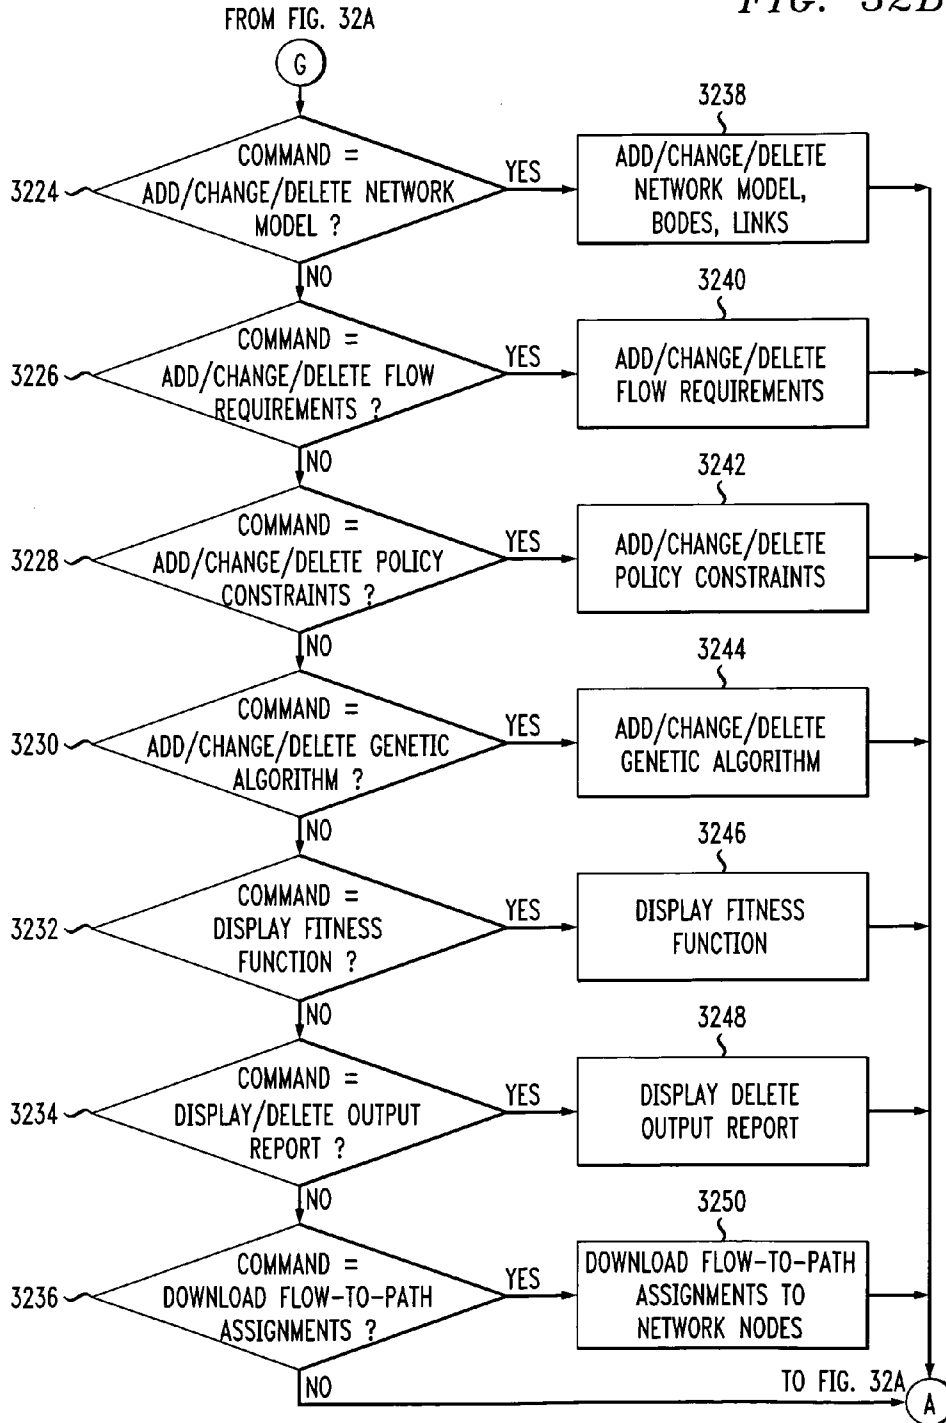 FIG. 32B
FROM FIG. 32A
G
3224
COMMAND =
ADD/CHANGE/DELETE NETWORK
MODEL ?
YES
3238
ADD/CHANGE/DELETE
NETWORK MODEL,
BODES, LINKS
NO
3226
COMMAND =
ADD/CHANGE/DELETE FLOW
REQUIREMENTS ?
YES
3240
ADD/CHANGE/DELETE
FLOW REQUIREMENTS
NO
3228
COMMAND =
ADD/CHANGE/DELETE POLICY
CONSTRAINTS ?
YES
3242
ADD/CHANGE/DELETE
POLICY CONSTRAINTS
NO
3230
COMMAND =
ADD/CHANGE/DELETE GENETIC
ALGORITHM ?
YES
3244
ADD/CHANGE/DELETE
GENETIC ALGORITHM
NO
3232
COMMAND =
DISPLAY FITNESS
FUNCTION ?
YES
3246
DISPLAY FITNESS
FUNCTION
NO
3234
COMMAND =
DISPLAY/DELETE OUTPUT
REPORT ?
YES
3248
DISPLAY DELETE
OUTPUT REPORT
NO
3236
COMMAND =
DOWNLOAD FLOW-TO-PATH
ASSIGNMENTS ?
YES
3250
DOWNLOAD FLOW-TO-PATH
ASSIGNMENTS TO
NETWORK NODES
NO
TO FIG. 32A
A